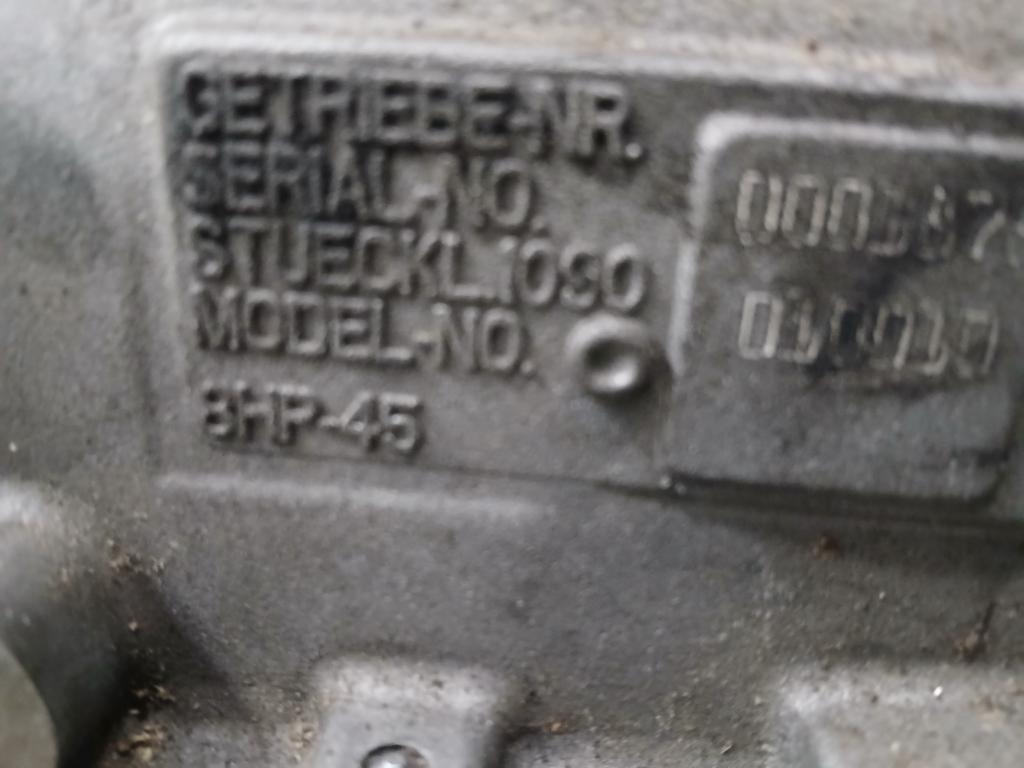 GETRIEBE-NR.
SERIAL-NO.
STUECKL.1090
MODEL-NO.
8HP-45